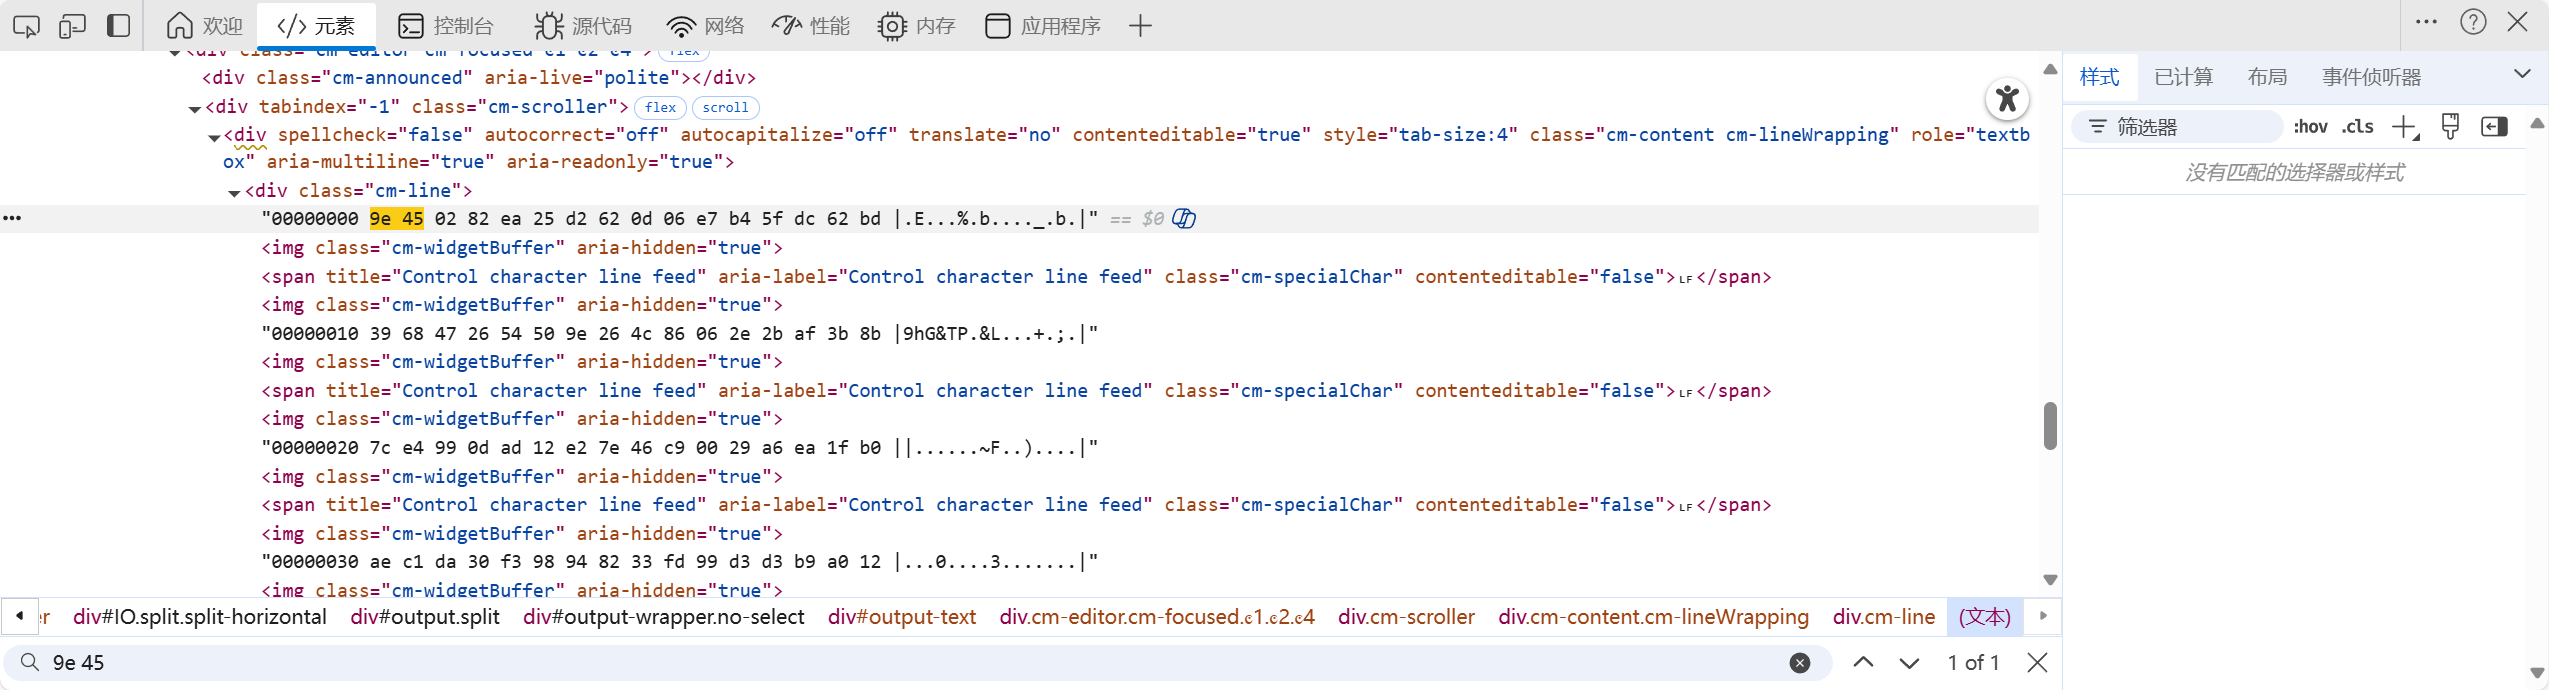 欢迎 </> 元素 控制台 源代码 网络 性能 内存 应用程序
<div class="cm-editor cm-focused ͼ1 ͼ2 ͼ4"> flex
<div class="cm-announced" aria-live="polite"></div>
<div tabindex="-1" class="cm-scroller"> flex scroll
<div spellcheck="false" autocorrect="off" autocapitalize="off" translate="no" contenteditable="true" style="tab-size:4" class="cm-content cm-lineWrapping" role="textb
ox" aria-multiline="true" aria-readonly="true">
<div class="cm-line">
"00000000 9e 45 02 82 ea 25 d2 62 0d 06 e7 b4 5f dc 62 bd |.E...%.b...._.b.|" == $0
<img class="cm-widgetBuffer" aria-hidden="true">
<span title="Control character line feed" aria-label="Control character line feed" class="cm-specialChar" contenteditable="false">␊</span>
<img class="cm-widgetBuffer" aria-hidden="true">
"00000010 39 68 47 26 54 50 9e 26 4c 86 06 2e 2b af 3b 8b |9hG&TP.&L...+.;.|"
<img class="cm-widgetBuffer" aria-hidden="true">
<span title="Control character line feed" aria-label="Control character line feed" class="cm-specialChar" contenteditable="false">␊</span>
<img class="cm-widgetBuffer" aria-hidden="true">
"00000020 7c e4 99 0d ad 12 e2 7e 46 c9 00 29 a6 ea 1f b0 ||......~F..)....|"
<img class="cm-widgetBuffer" aria-hidden="true">
<span title="Control character line feed" aria-label="Control character line feed" class="cm-specialChar" contenteditable="false">␊</span>
<img class="cm-widgetBuffer" aria-hidden="true">
"00000030 ae c1 da 30 f3 98 94 82 33 fd 99 d3 d3 b9 a0 12 |...0....3.......|"
<img class="cm-widgetBuffer" aria-hidden="true">
er div#IO.split.split-horizontal div#output.split div#output-wrapper.no-select div#output-text div.cm-editor.cm-focused.ͼ1.ͼ2.ͼ4 div.cm-scroller div.cm-content.cm-lineWrapping div.cm-line (文本)
9e 45 1 of 1
样式 已计算 布局 事件侦听器
筛选器 :hov .cls
没有匹配的选择器或样式